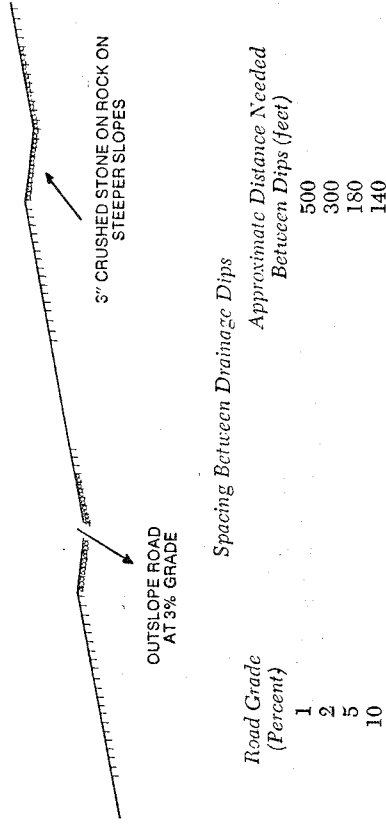 3" CRUSHED STONE ON ROCK ON
STEEPER SLOPES
OUTSLOPE ROAD
AT 3% GRADE
Spacing Between Drainage Dips
Road Grade
(Percent)
Approximate Distance Needed
Between Dips (feet)
1 500
2 300
5 180
10 140